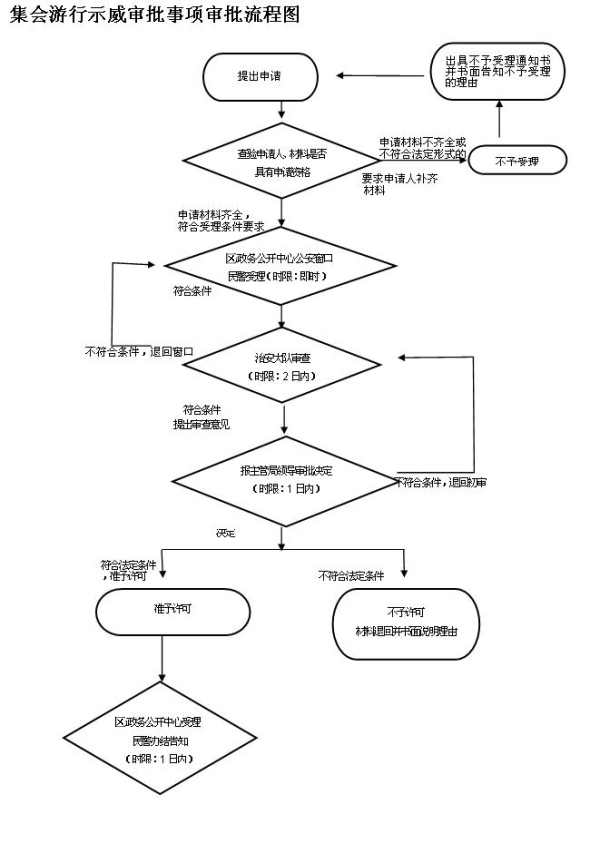 集会游行示威审批事项审批流程图
提出申请
出具不予受理通知书
并书面告知不予受理
的理由
查验申请人、材料是否
具有申请资格
申请材料不齐全或
不符合法定形式的
不予受理
要求申请人补齐
材料
申请材料齐全，
符合受理条件要求
区政务公开中心公安窗口
民警受理(时限：即时)
符合条件
不符合条件，退回窗口
治安大队审查
(时限：2日内)
符合条件
提出审查意见
报主管局领导审批决定
(时限：1日内)
不符合条件，退回初审
决定
符合法定条件
，准予许可
不符合法定条件
准予许可
不予许可
材料退回并书面说明理由
区政务公开中心受理
民警办结告知
(时限：1日内)